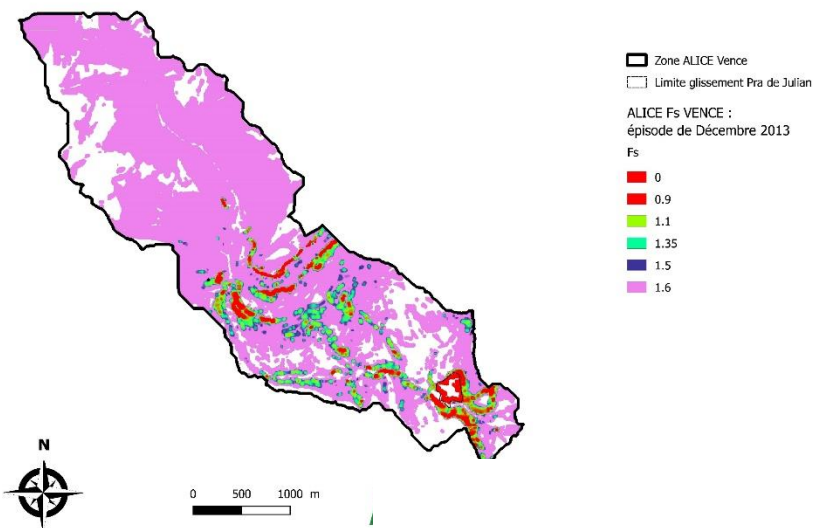 Zone ALICE Vence
Limite glissement Pra de Julian
ALICE Fs VENCE :
épisode de Décembre 2013
Fs
0
0.9
1.1
1.35
1.5
1.6
N
0 500 1000 m